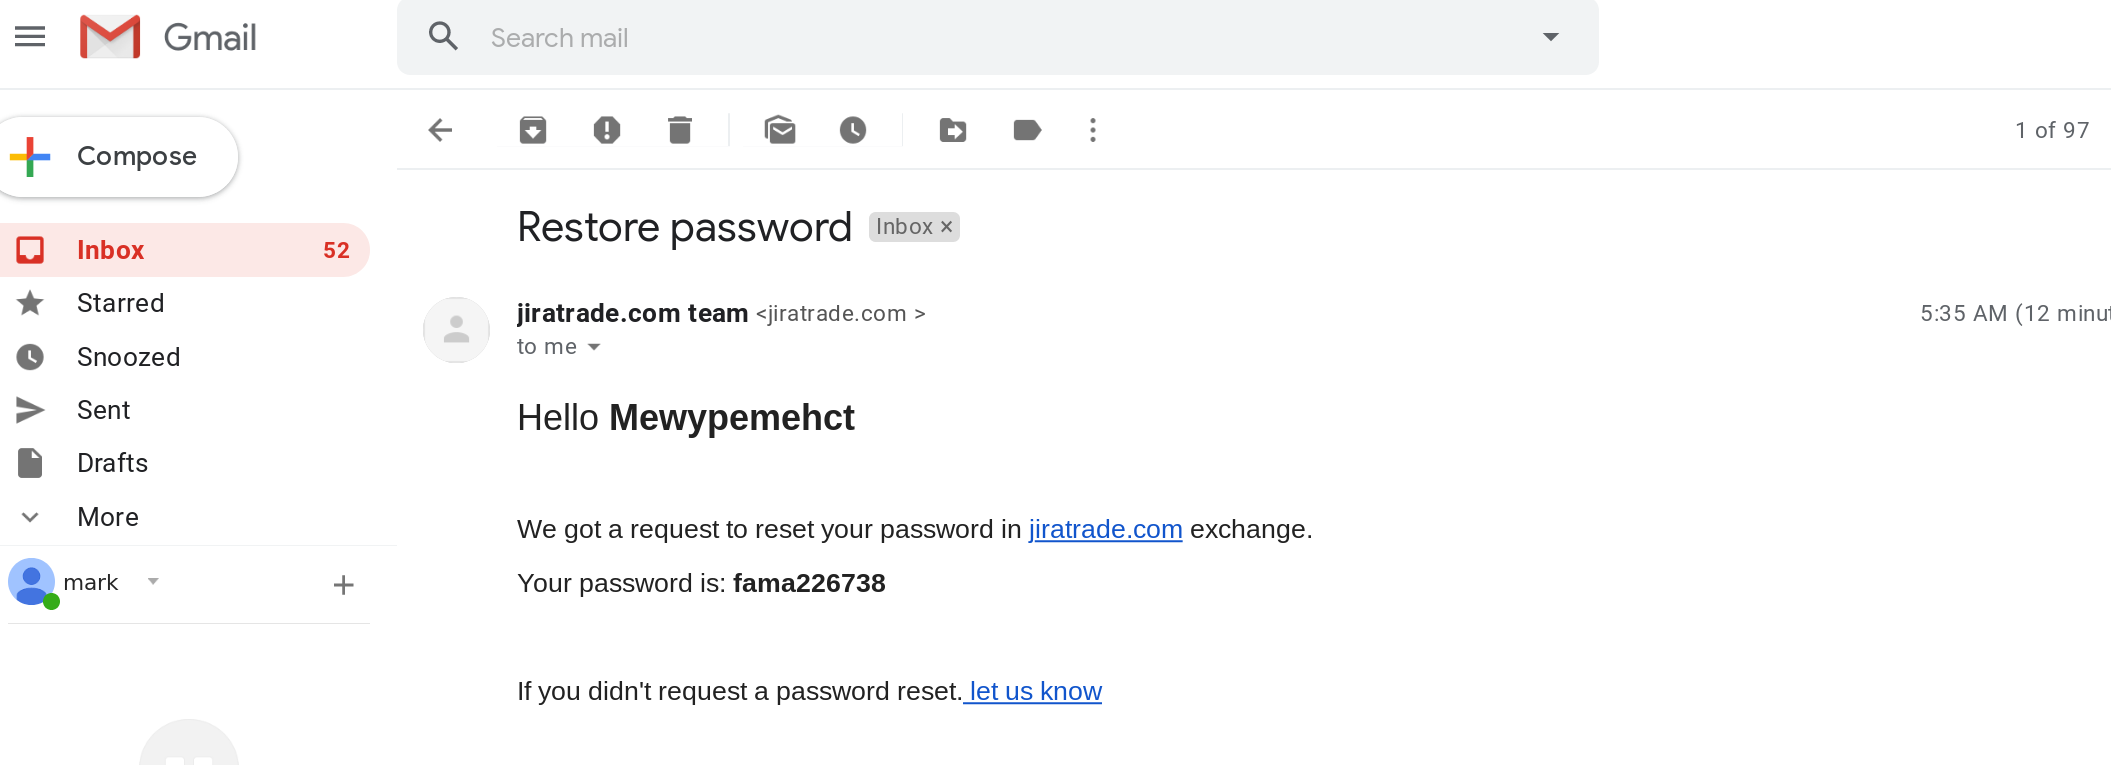 Gmail
Search mail
Compose
1 of 97
Restore password Inbox ×
Inbox 52
Starred
jiratrade.com team <jiratrade.com >
5:35 AM (12 minut
to me
Snoozed
Sent
Hello Mewypemehct
Drafts
More
We got a request to reset your password in jiratrade.com exchange.
mark
Your password is: fama226738
If you didn't request a password reset. let us know